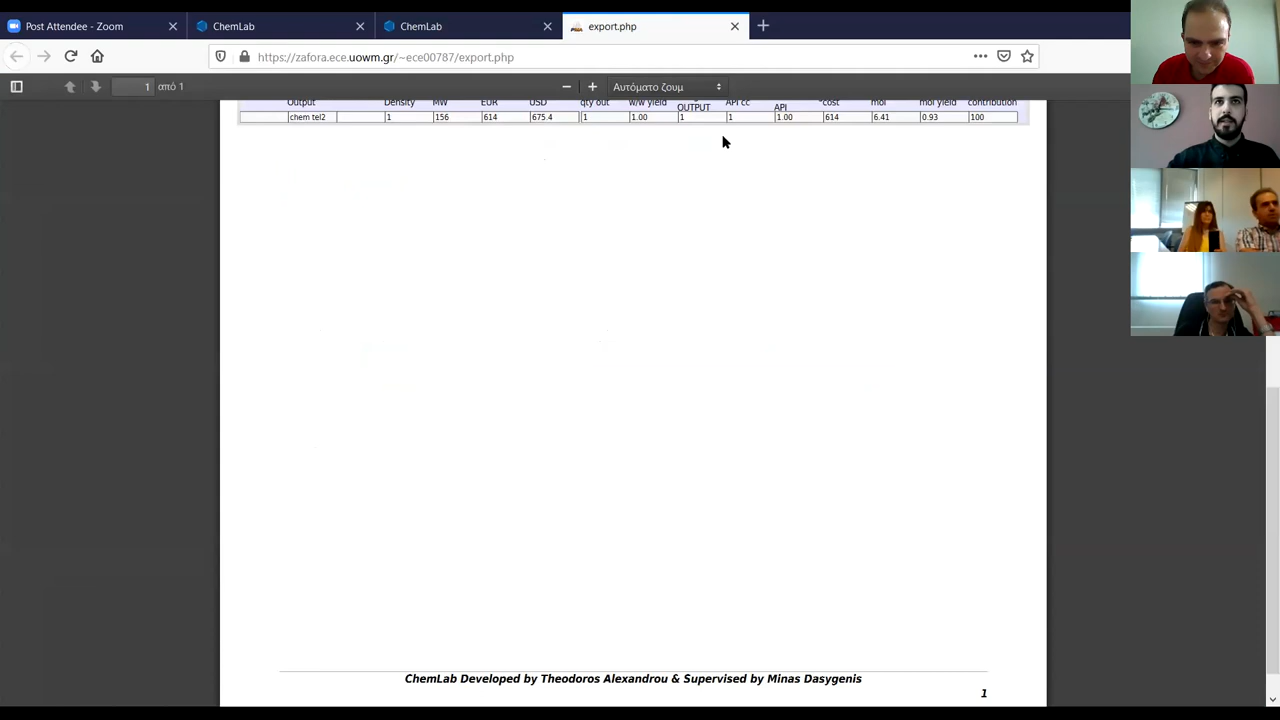 Post Attendee - Zoom
ChemLab
ChemLab
export.php
https://zafora.ece.uowm.gr/~ece00787/export.php
1 από 1
Αυτόματο ζουμ
Output Density MW EUR USD qty out w/w yield OUTPUT API cc API *cost mol mol yield contribution
chem tel2 1 156 614 675.4 1 1.00 1 1 1.00 614 6.41 0.93 100
ChemLab Developed by Theodoros Alexandrou & Supervised by Minas Dasygenis
1